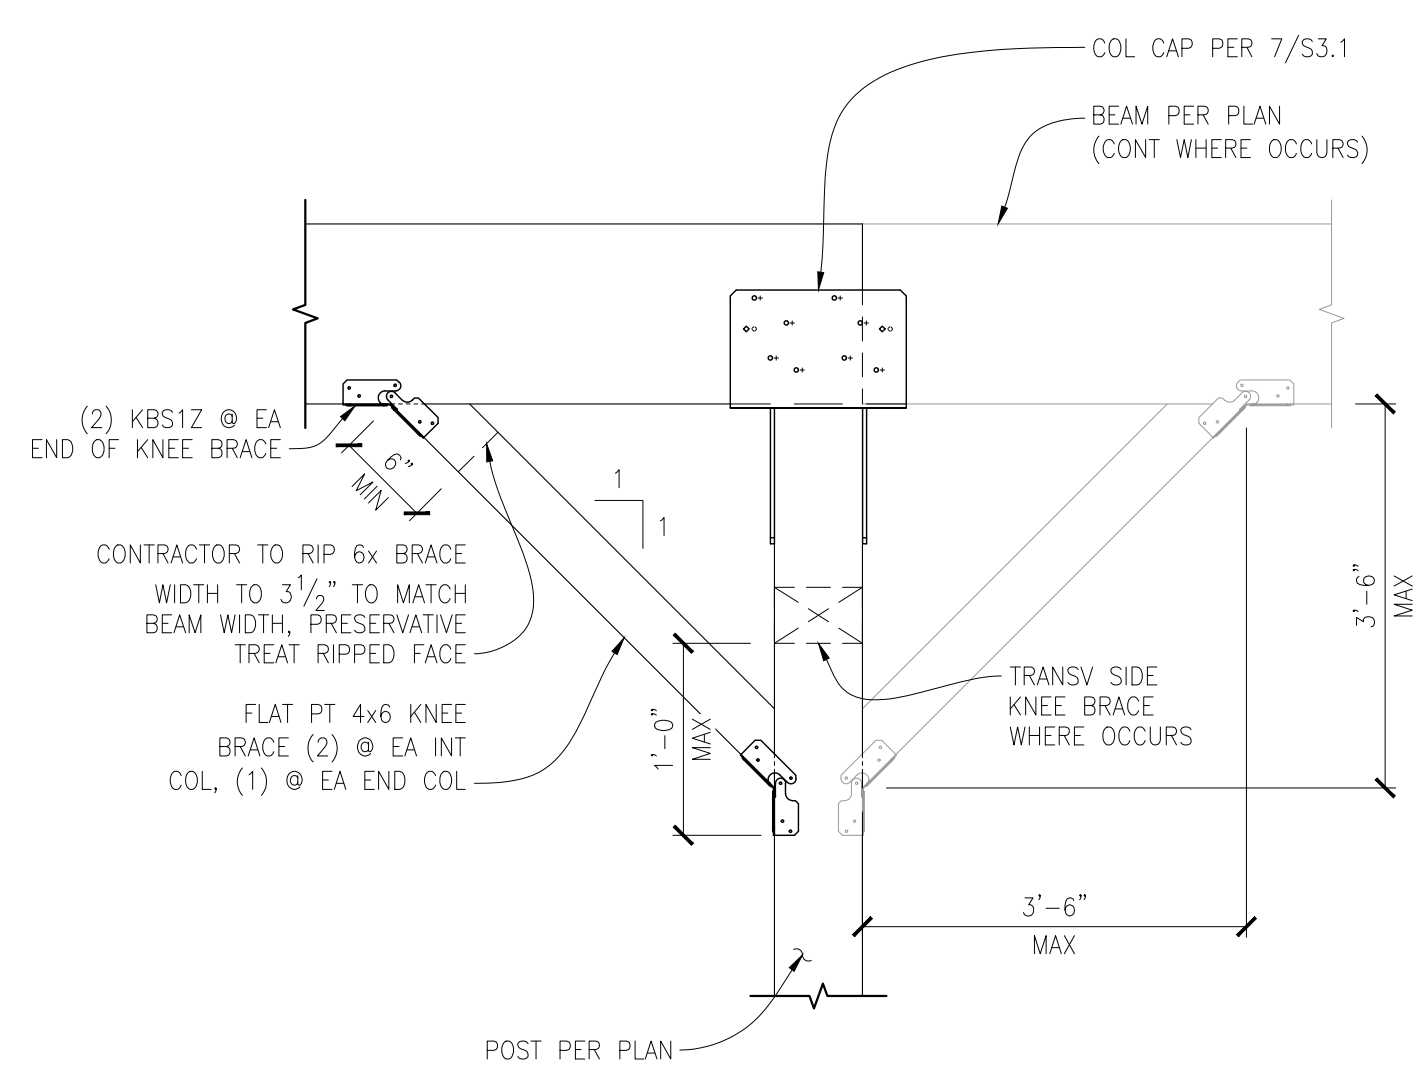 COL CAP PER 7/S3.1
BEAM PER PLAN
(CONT WHERE OCCURS)
(2) KBS1Z @ EA
END OF KNEE BRACE
6"
MIN
1
1
CONTRACTOR TO RIP 6x BRACE
WIDTH TO 3 1/2" TO MATCH
BEAM WIDTH, PRESERVATIVE
TREAT RIPPED FACE
3'-6"
MAX
TRANSV SIDE
KNEE BRACE
WHERE OCCURS
FLAT PT 4x6 KNEE
BRACE (2) @ EA INT
COL, (1) @ EA END COL
1'-0"
MAX
3'-6"
MAX
POST PER PLAN